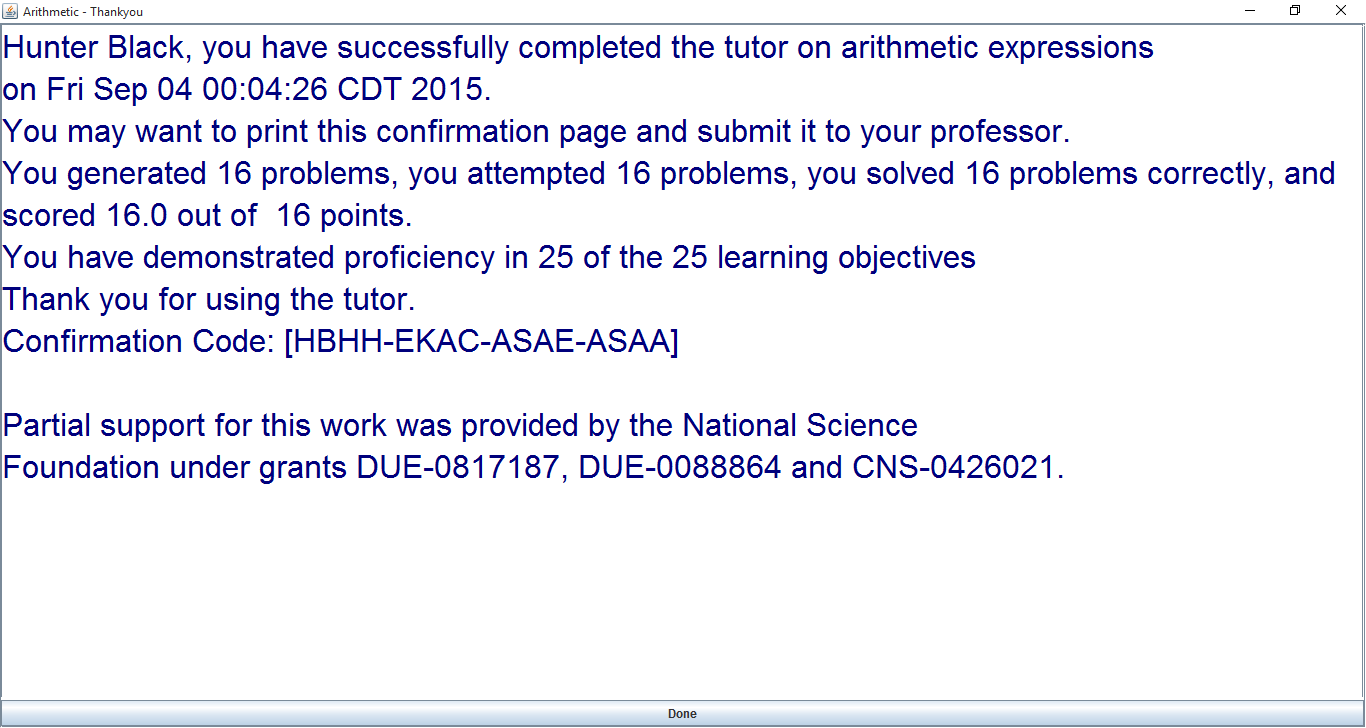 Arithmetic - Thankyou
Hunter Black, you have successfully completed the tutor on arithmetic expressions
on Fri Sep 04 00:04:26 CDT 2015.
You may want to print this confirmation page and submit it to your professor.
You generated 16 problems, you attempted 16 problems, you solved 16 problems correctly, and
scored 16.0 out of  16 points.
You have demonstrated proficiency in 25 of the 25 learning objectives
Thank you for using the tutor.
Confirmation Code: [HBHH-EKAC-ASAE-ASAA]
Partial support for this work was provided by the National Science
Foundation under grants DUE-0817187, DUE-0088864 and CNS-0426021.
Done